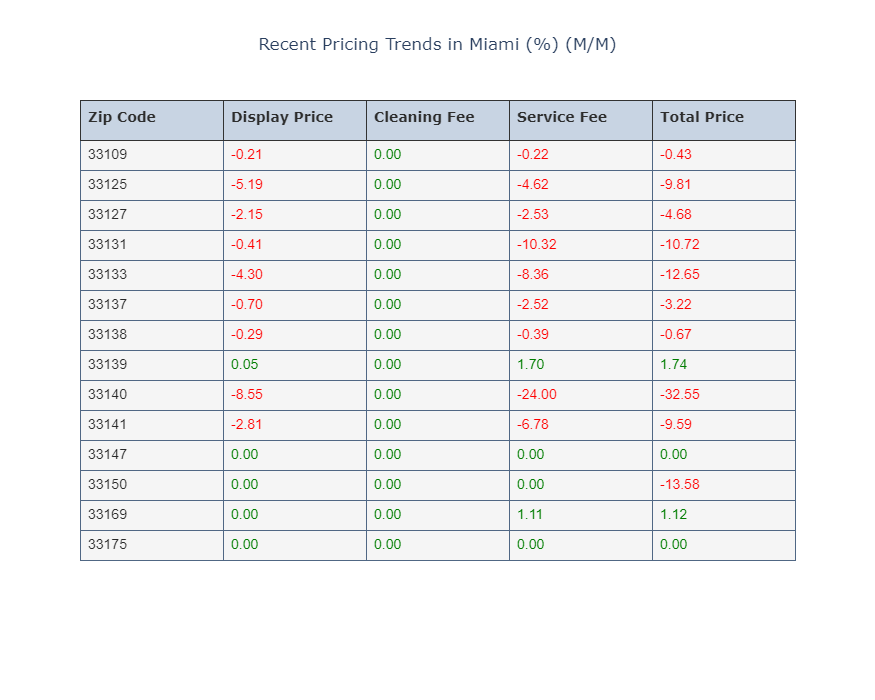 Recent Pricing Trends in Miami (%) (M/M)
Zip Code Display Price Cleaning Fee Service Fee Total Price
33109 -0.21 0.00 -0.22 -0.43
33125 -5.19 0.00 -4.62 -9.81
33127 -2.15 0.00 -2.53 -4.68
33131 -0.41 0.00 -10.32 -10.72
33133 -4.30 0.00 -8.36 -12.65
33137 -0.70 0.00 -2.52 -3.22
33138 -0.29 0.00 -0.39 -0.67
33139 0.05 0.00 1.70 1.74
33140 -8.55 0.00 -24.00 -32.55
33141 -2.81 0.00 -6.78 -9.59
33147 0.00 0.00 0.00 0.00
33150 0.00 0.00 0.00 -13.58
33169 0.00 0.00 1.11 1.12
33175 0.00 0.00 0.00 0.00